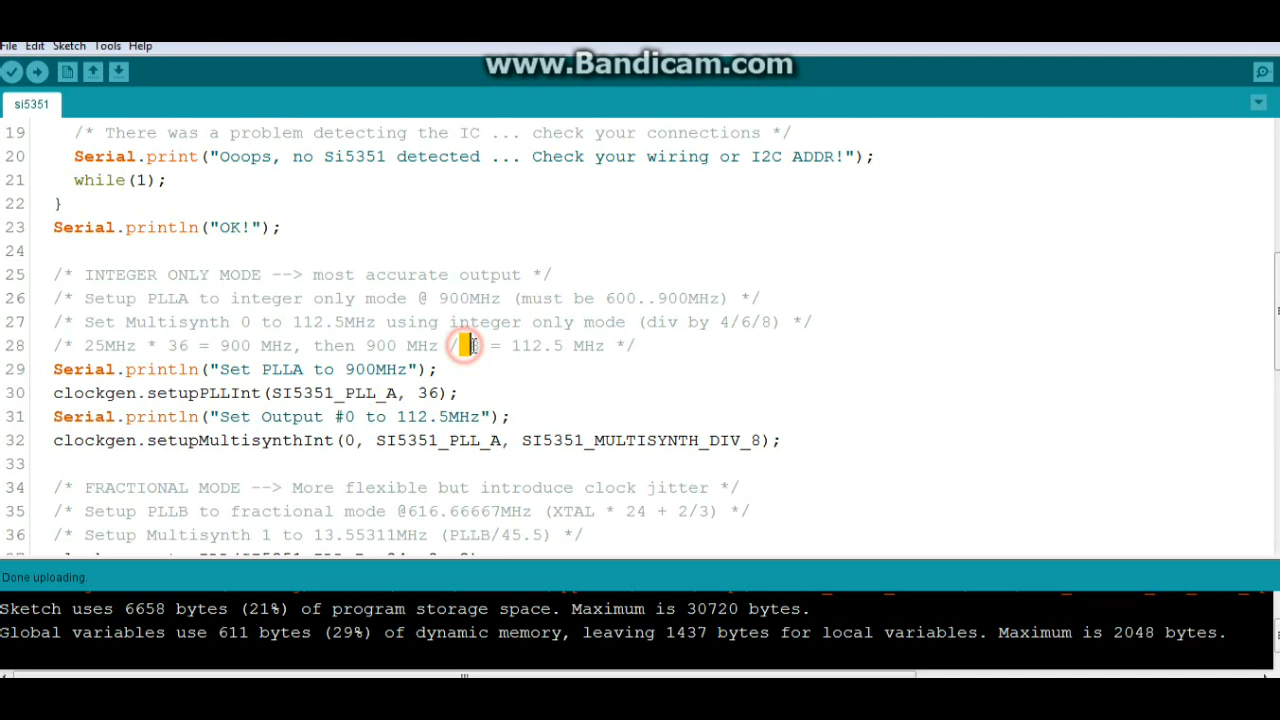 www.Bandicam.com
File Edit Sketch Tools Help
si5351
19 /* There was a problem detecting the IC ... check your connections */
20 Serial.print("Ooops, no Si5351 detected ... Check your wiring or I2C ADDR!");
21 while(1);
22 }
23 Serial.println("OK!");
24
25 /* INTEGER ONLY MODE --> most accurate output */
26 /* Setup PLLA to integer only mode @ 900MHz (must be 600..900MHz) */
27 /* Set Multisynth 0 to 112.5MHz using integer only mode (div by 4/6/8) */
28 /* 25MHz * 36 = 900 MHz, then 900 MHz / = 112.5 MHz */
29 Serial.println("Set PLLA to 900MHz");
30 clockgen.setupPLLInt(SI5351_PLL_A, 36);
31 Serial.println("Set Output #0 to 112.5MHz");
32 clockgen.setupMultisynthInt(0, SI5351_PLL_A, SI5351_MULTISYNTH_DIV_8);
33
34 /* FRACTIONAL MODE --> More flexible but introduce clock jitter */
35 /* Setup PLLB to fractional mode @616.66667MHz (XTAL * 24 + 2/3) */
36 /* Setup Multisynth 1 to 13.55311MHz (PLLB/45.5) */
Done uploading.
Sketch uses 6658 bytes (21%) of program storage space. Maximum is 30720 bytes.
Global variables use 611 bytes (29%) of dynamic memory, leaving 1437 bytes for local variables. Maximum is 2048 bytes.